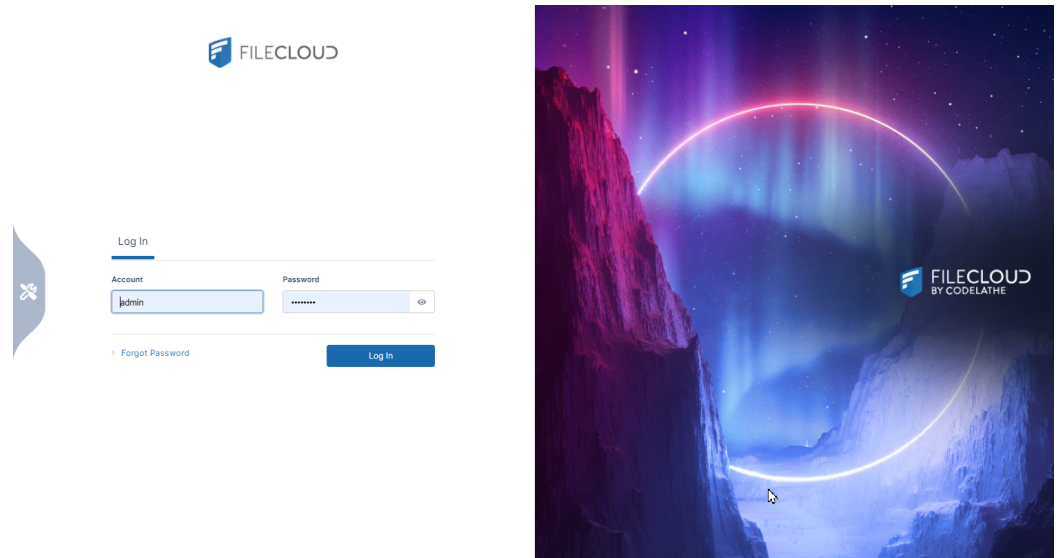 FILECLOUD
Log In
Account
Password
admin
••••••••
> Forgot Password
Log In
FILECLOUD
BY CODELATHE